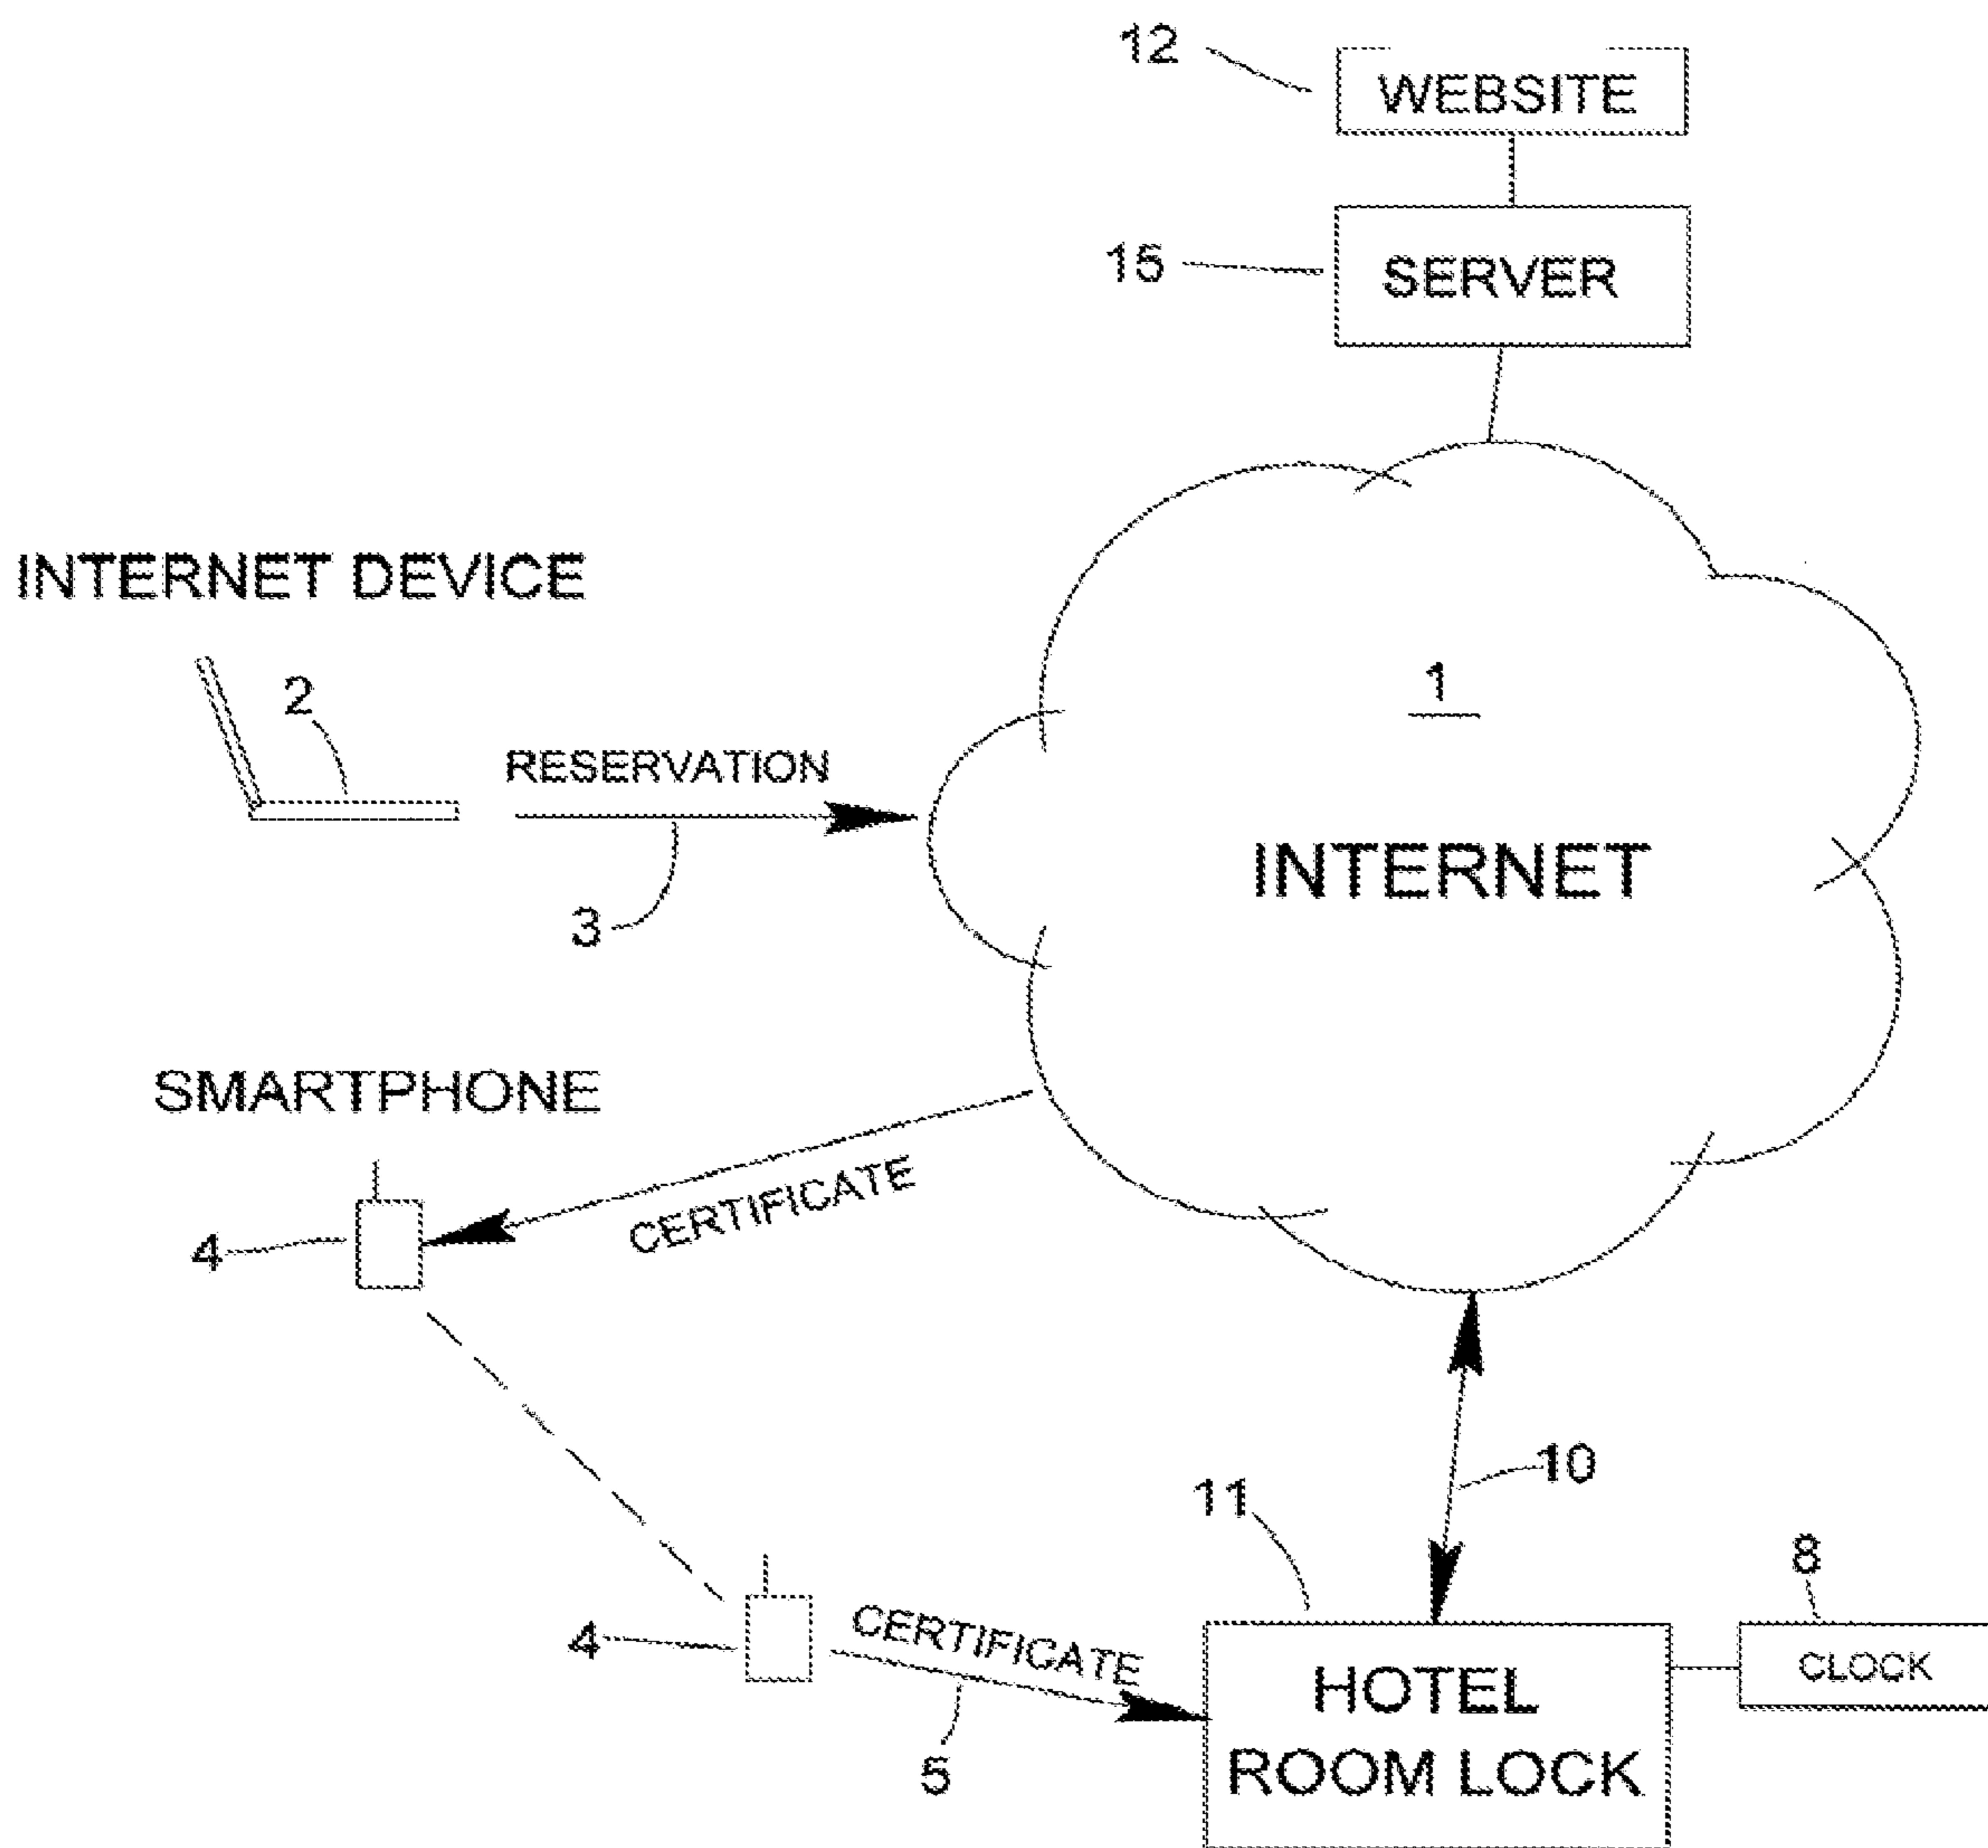 12
WEBSITE
15
SERVER
INTERNET DEVICE
2
1
RESERVATION
INTERNET
3
SMARTPHONE
CERTIFICATE
4
10
11
8
4
CERTIFICATE
CLOCK
HOTEL
ROOM LOCK
5